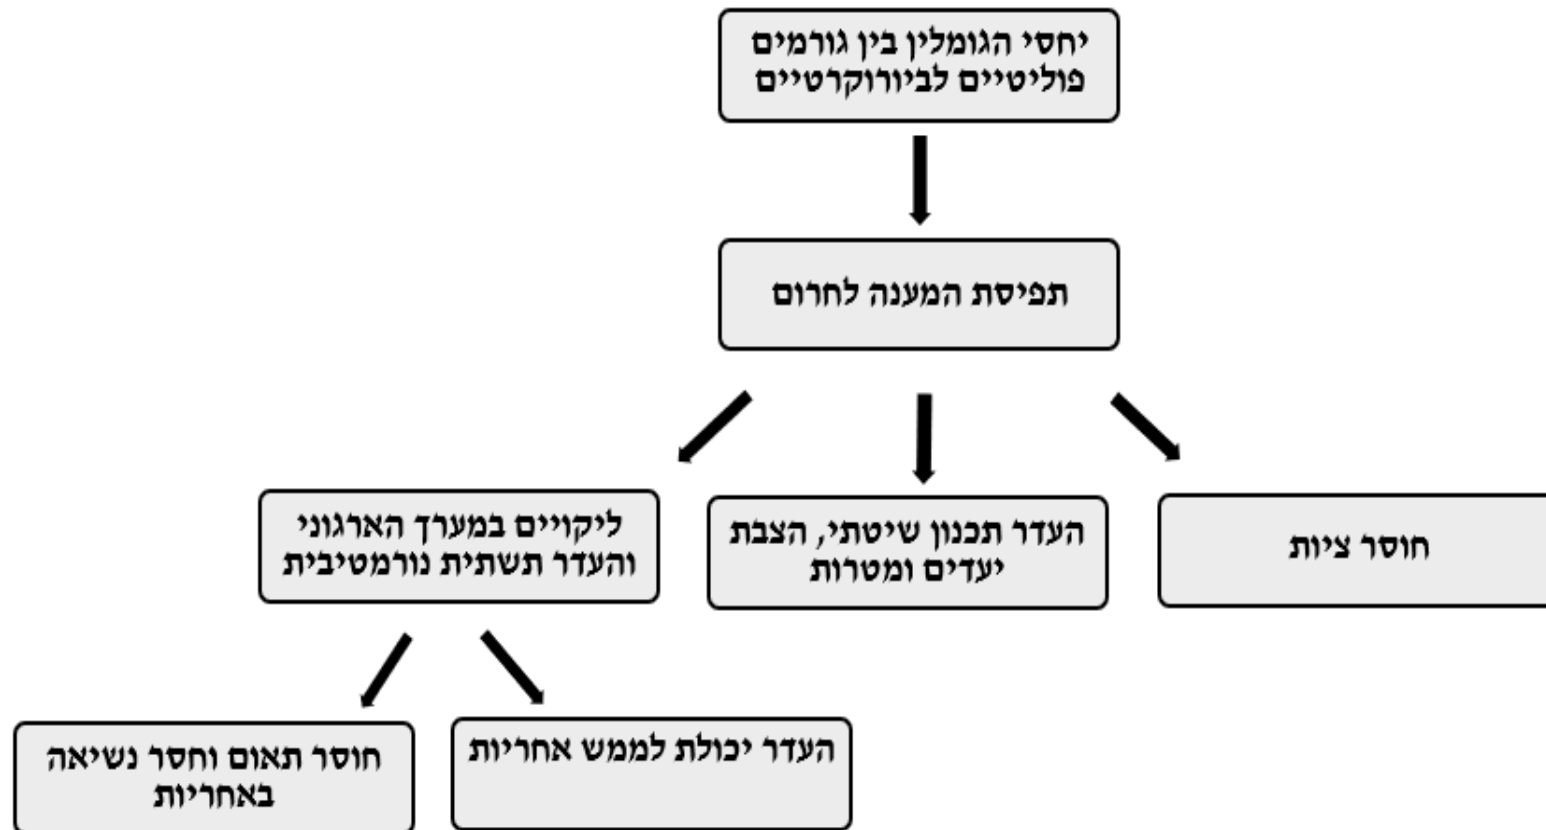 יחסי הגומלין בין גורמים
פוליטיים לביורוקרטיים
תפיסת המענה לחרום
חוסר ציות
העדר תכנון שיטתי, הצבת
יעדים ומטרות
ליקויים במערך הארגוני
והעדר תשתית נורמטיבית
העדר יכולת לממש אחריות
חוסר תאום וחסר נשיאה
באחריות